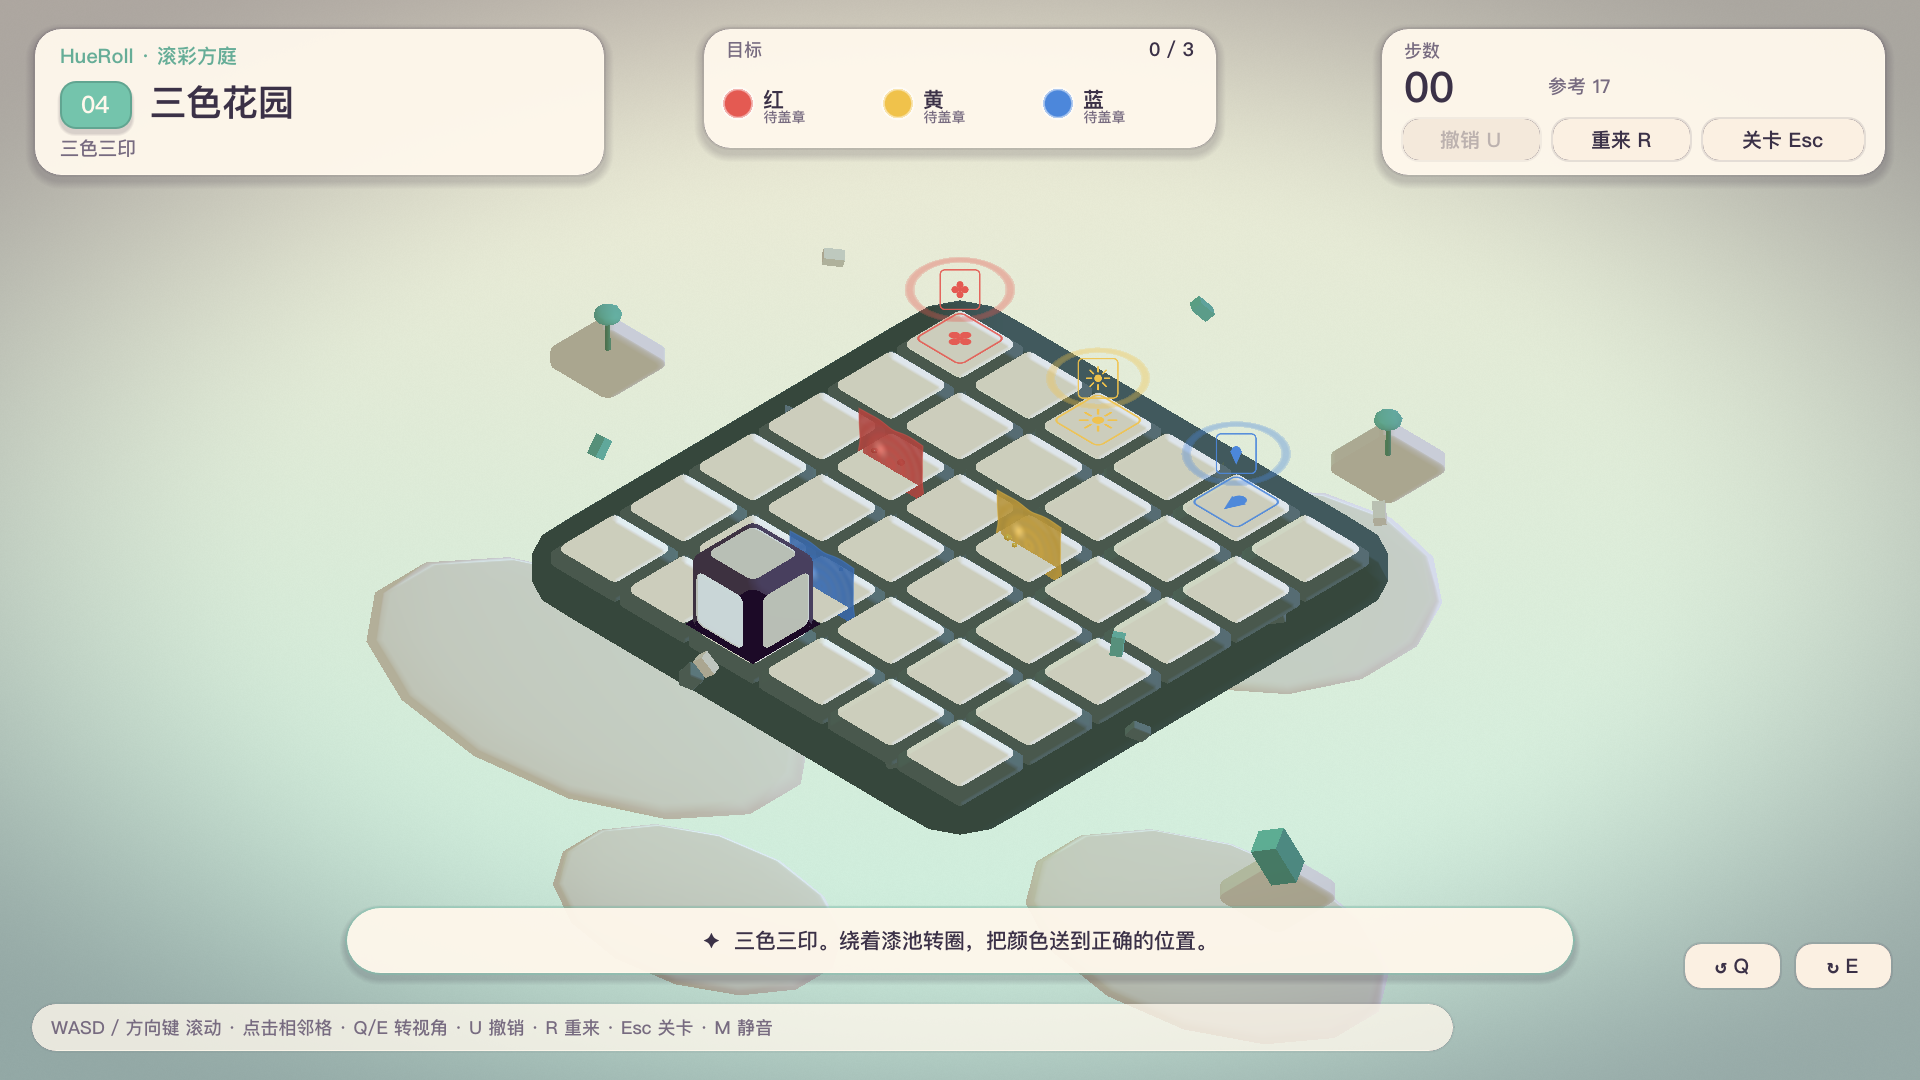 HueRoll · 滚彩方庭
04 三色花园
三色三印
目标 0 / 3
红 待盖章
黄 待盖章
蓝 待盖章
步数
00 参考 17
撤销 U 重来 R 关卡 Esc
✦ 三色三印。绕着漆池转圈，把颜色送到正确的位置。
↺ Q ↻ E
WASD / 方向键 滚动 · 点击相邻格 · Q/E 转视角 · U 撤销 · R 重来 · Esc 关卡 · M 静音